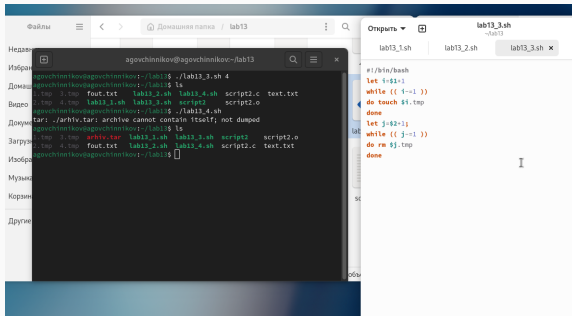 Файлы
Домашняя папка / lab13
Открыть
lab13_3.sh
~/lab13
lab13_1.sh
lab13_2.sh
lab13_3.sh
Недавн
Избран
Домаш
Видео
Докуме
Загруз
Изобра
Музыка
Корзин
Другие
agovchinnikov@agovchinnikov:~/lab13
agovchinnikov@agovchinnikov:~/lab13$ ./lab13_3.sh 4
agovchinnikov@agovchinnikov:~/lab13$ ls
1.tmp 3.tmp fout.txt lab13_2.sh lab13_4.sh script2.c text.txt
2.tmp 4.tmp lab13_1.sh lab13_3.sh script2 script2.o
agovchinnikov@agovchinnikov:~/lab13$ ./lab13_4.sh
tar: ./arhiv.tar: archive cannot contain itself; not dumped
agovchinnikov@agovchinnikov:~/lab13$ ls
1.tmp 3.tmp arhiv.tar lab13_1.sh lab13_3.sh script2 script2.o
2.tmp 4.tmp fout.txt lab13_2.sh lab13_4.sh script2.c text.txt
agovchinnikov@agovchinnikov:~/lab13$
#!/bin/bash
let i=$1+1
while (( i-=1 ))
do touch $i.tmp
done
let j=$2+1;
while (( j-=1 ))
do rm $j.tmp
done